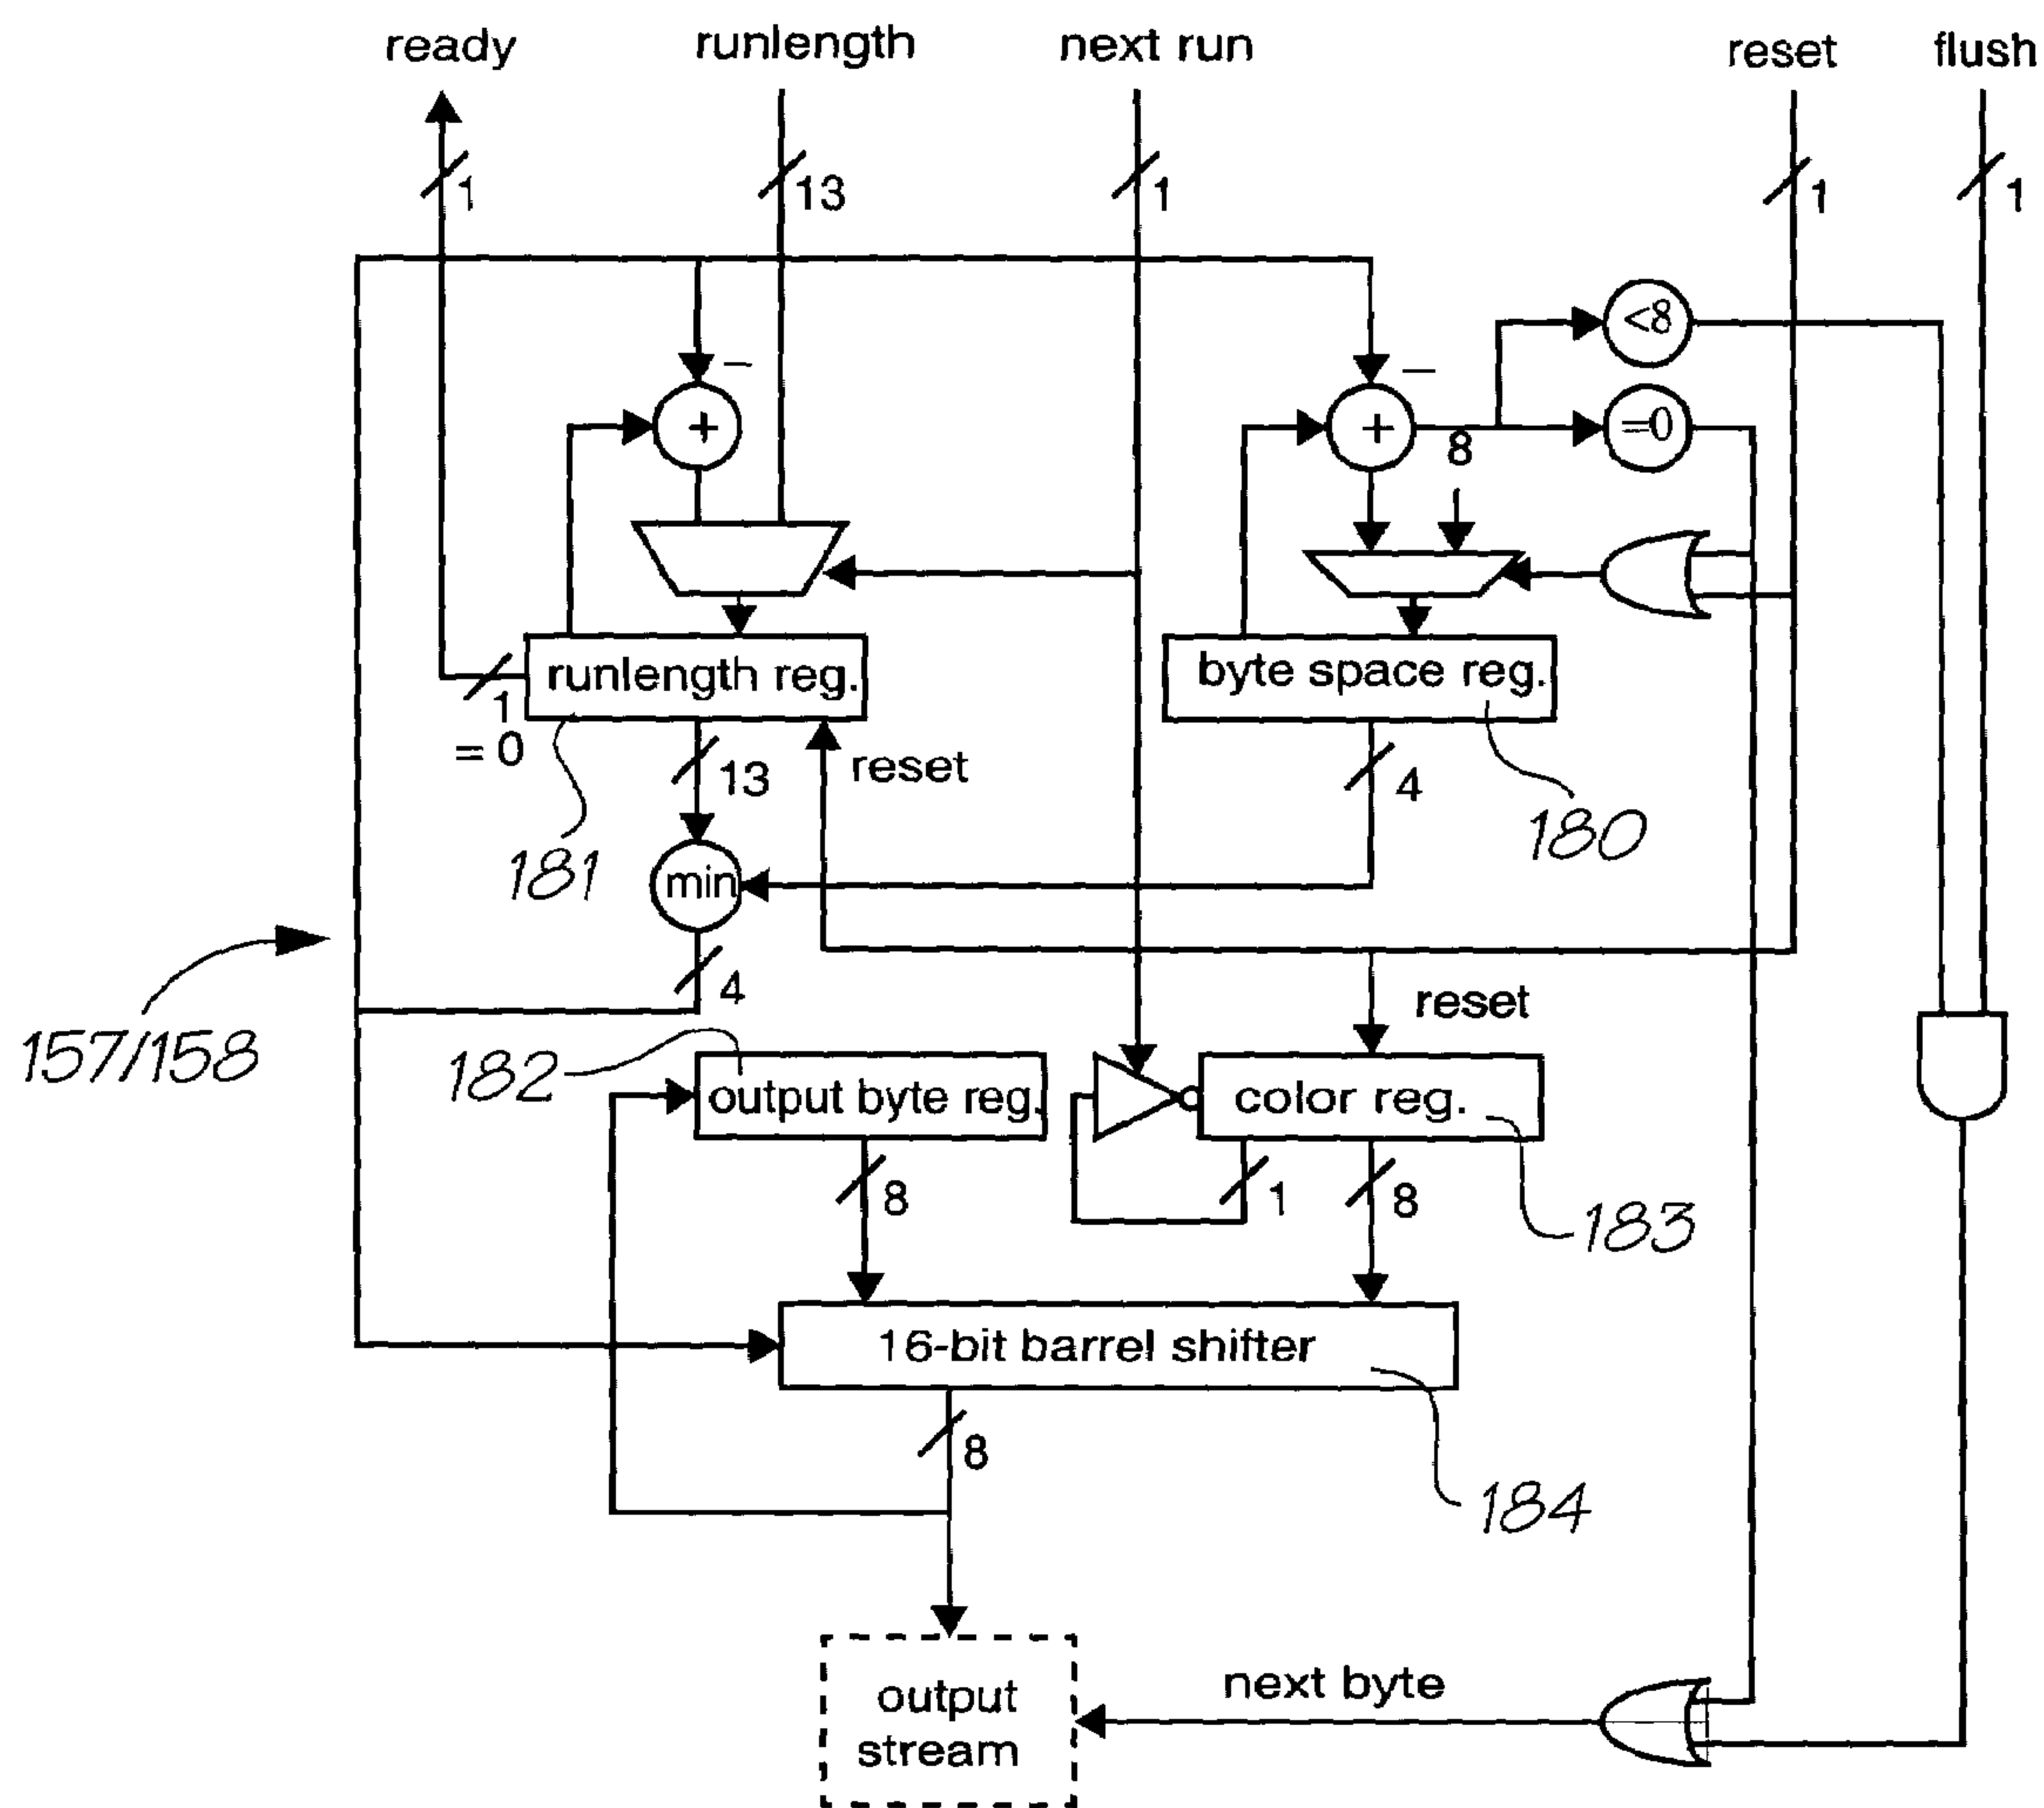 ready runlength next run reset flush
1 13 1 1 1
<8
− −
+ + =0
8
runlength reg. byte space reg.
1
= 0 13 reset 4
181 180
min
4
reset
157/158 182 output byte reg. color reg.
8 1 8 183
16-bit barrel shifter
8
184
next byte
output
stream